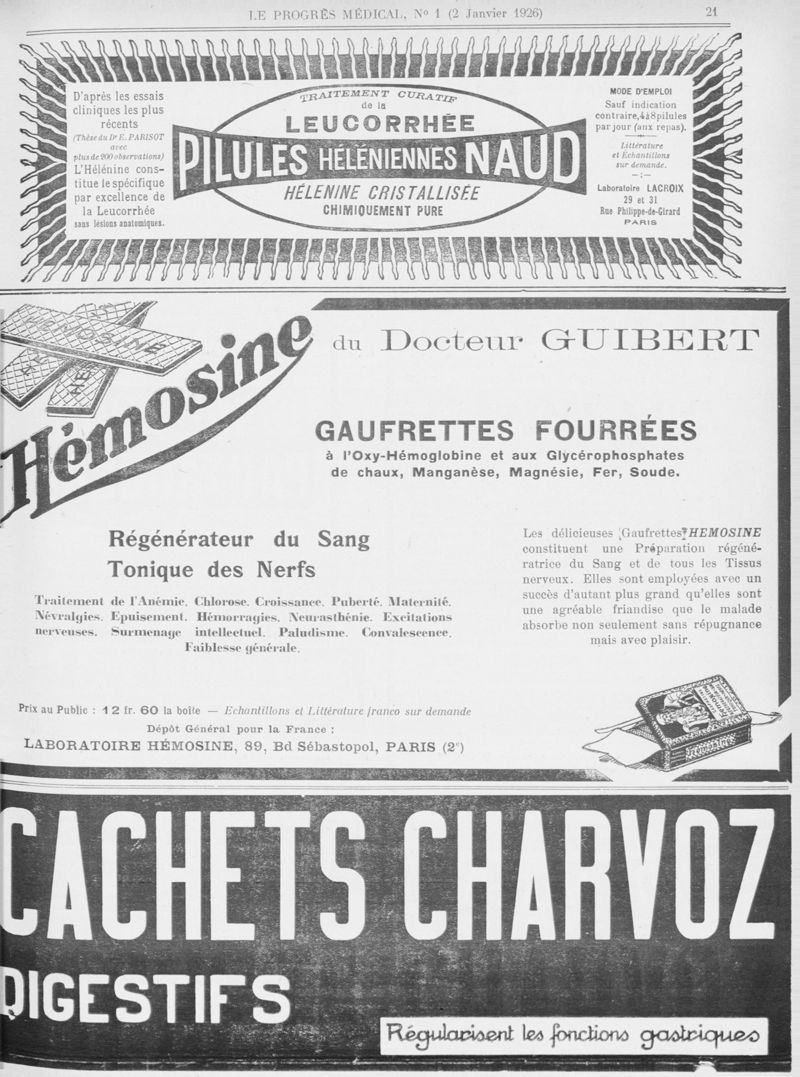 LE PROGRÈS MÉDICAL, Nº 1 (2 Janvier 1926) 21
D'après les essais
cliniques les plus
récents
(Thèse du Dr E. PARISOT
avec
plus de 200 observations)
L'Hélénine cons-
titue le spécifique
par excellence de
la Leucorrhée
sans lésions anatomiques.
TRAITEMENT CURATIF
de la
LEUCORRHÉE
PILULES HÉLÉNIENNES NAUD
HÉLENINE CRISTALLISÉE
CHIMIQUEMENT PURE
MODE D'EMPLOI
Sauf indication
contraire, 4 à 8 pilules
par jour (aux repas).
Littérature
et Échantillons
sur demande.
Laboratoire LACROIX
29 et 31
Rue Philippe-de-Girard
PARIS
HEMOSINE
Hémosine
du Docteur GUIBERT
GAUFRETTES FOURRÉES
à l'Oxy-Hémoglobine et aux Glycérophosphates
de chaux, Manganèse, Magnésie, Fer, Soude.
Régénérateur du Sang
Tonique des Nerfs
Traitement de l'Anémie. Chlorose. Croissance. Puberté. Maternité.
Névralgies. Epuisement. Hémorragies. Neurasthénie. Excitations
nerveuses. Surmenage intellectuel. Paludisme. Convalescence.
Faiblesse générale.
Les délicieuses Gaufrettes HEMOSINE
constituent une Préparation régéné-
ratrice du Sang et de tous les Tissus
nerveux. Elles sont employées avec un
succès d'autant plus grand qu'elles sont
une agréable friandise que le malade
absorbe non seulement sans répugnance
mais avec plaisir.
Prix au Public : 12 fr. 60 la boîte — Echantillons et Littérature franco sur demande
Dépôt Général pour la France :
LABORATOIRE HÉMOSINE, 89, Bd Sébastopol, PARIS (2e)
CACHETS CHARVOZ
DIGESTIFS
Régularisent les fonctions gastriques